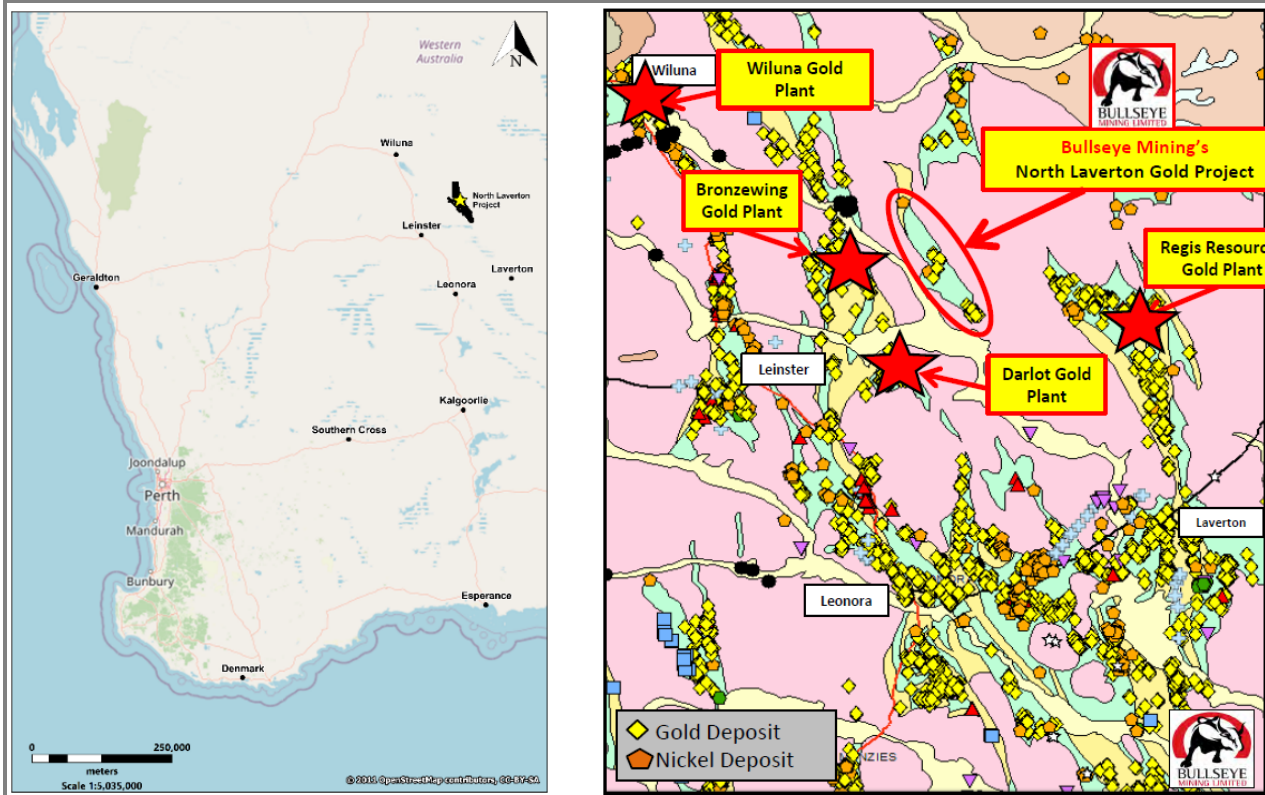 Western
Australia
N
Wiluna
North Laverton
Project
Leinster
Laverton
Geraldton
Leonora
Kalgoorlie
Southern Cross
Joondalup
Perth
Mandurah
Bunbury
Esperance
Denmark
0
250,000
meters
Scale 1:5,035,000
OpenStreetMap contributors, CC-BY-SA
Wiluna
Wiluna Gold
Plant
BULLSEYE
MINING LIMITED
Bullseye Mining's
North Laverton Gold Project
Bronzewing
Gold Plant
Regis Resourc
Gold Plant
Leinster
Darlot Gold
Plant
Laverton
Leonora
Gold Deposit
Nickel Deposit
NZIES
BULLSEYE
MINING LIMITED